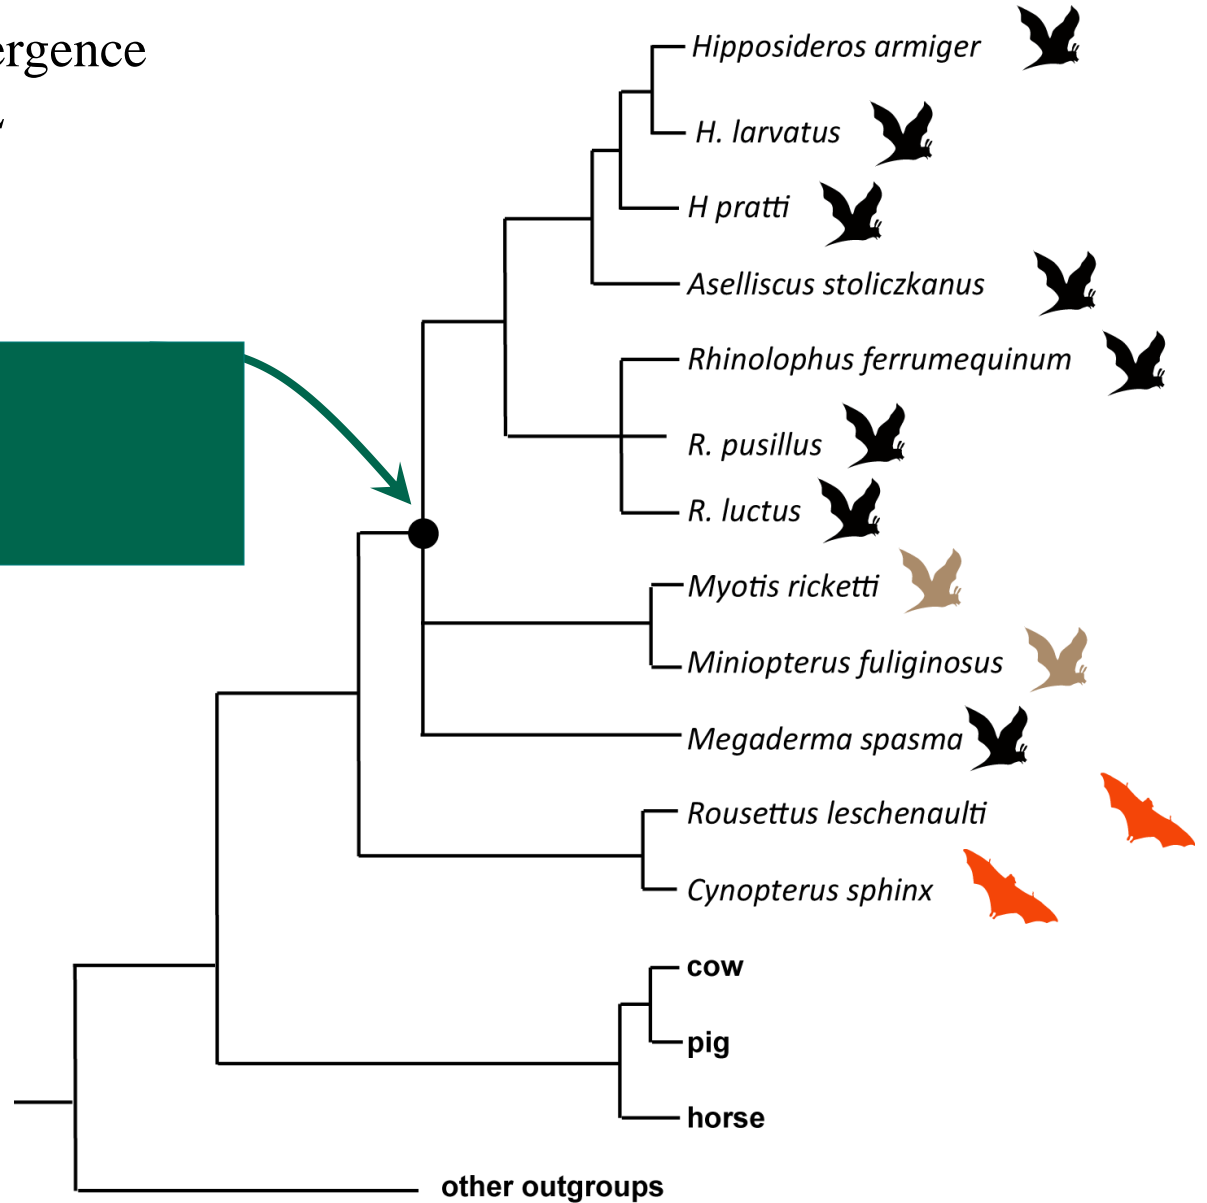 ergence
Hipposideros armiger
H. larvatus
H pratti
Aselliscus stoliczkanus
Rhinolophus ferrumequinum
R. pusillus
R. luctus
Myotis ricketti
Miniopterus fuliginosus
Megaderma spasma
Rousettus leschenaulti
Cynopterus sphinx
cow
pig
horse
other outgroups